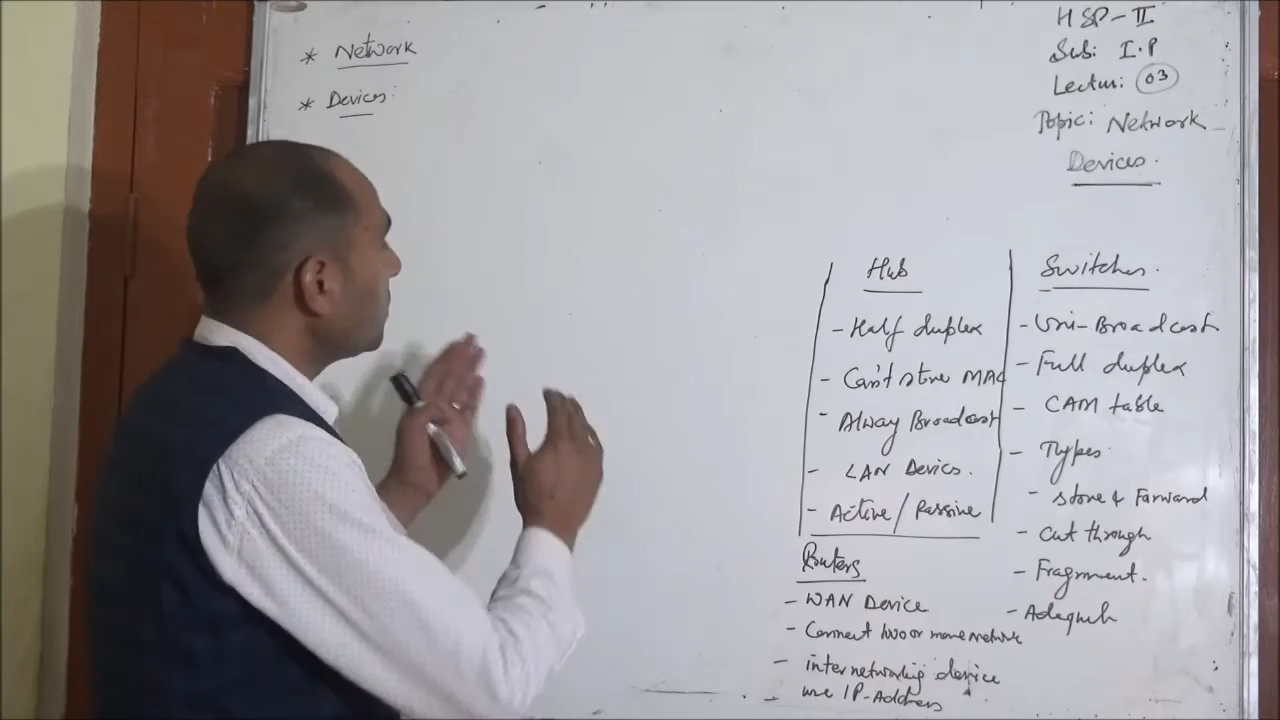 * Network
* Devices:
HSP-II
Sub: I.P
Lectur: 03
Topic: Network
Devices.
Hub
- Half duplex
- Can't store MAC
- Alway Broadcast
- LAN Devics.
- Active / Passive
Switches.
- Uni-Broadcast
- Full duplex
- CAM table
- Types
- Store & Forward
- Cut through
- Fragment.
Routers
- WAN Device
- Connect two or more network
- internetworking device
- use IP-Address